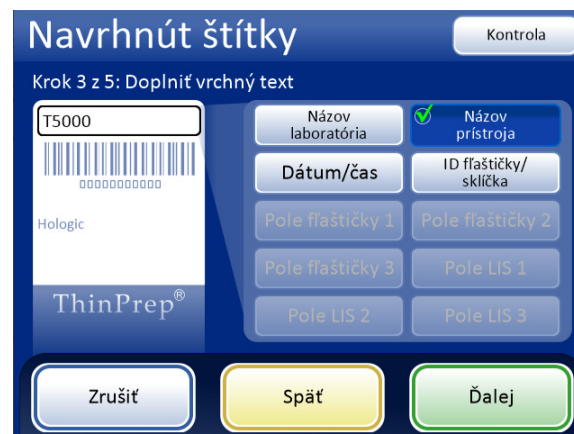 Navrhnúť štítky
Kontrola
Krok 3 z 5: Doplniť vrchný text
T5000
00000000000
Hologic
ThinPrep®
Názov
laboratória
Názov
prístroja
Dátum/čas
ID fľaštičky/
sklíčka
Pole fľaštičky 1
Pole fľaštičky 2
Pole fľaštičky 3
Pole LIS 1
Pole LIS 2
Pole LIS 3
Zrušiť
Späť
Ďalej